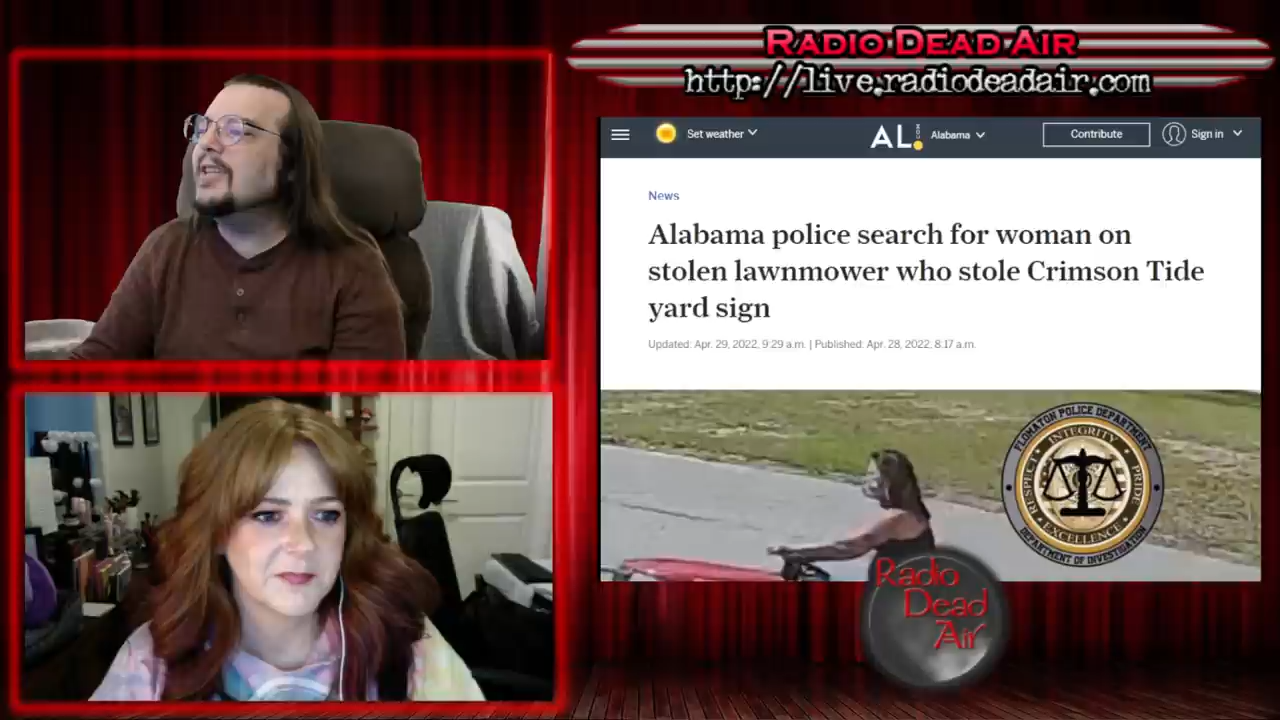 RADIO DEAD AIR
http://live.radiodeadair.com
Set weather
AL.com
Alabama
Contribute
Sign in
News
Alabama police search for woman on
stolen lawnmower who stole Crimson Tide
yard sign
Updated: Apr. 29, 2022, 9:29 a.m. | Published: Apr. 28, 2022, 8:17 a.m.
FLOMATON POLICE DEPARTMENT
INTEGRITY
RESPECT
PRIDE
EXCELLENCE
DEPARTMENT OF INVESTIGATION
Radio
Dead
Air